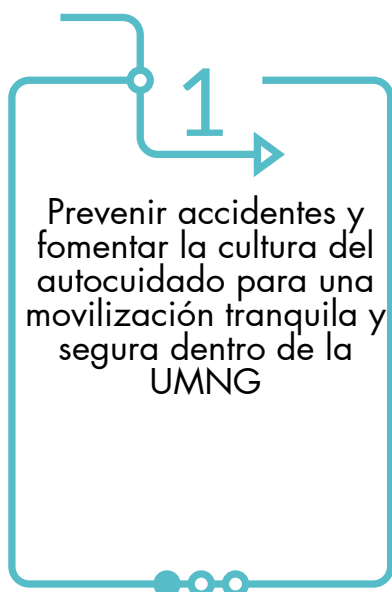 1
Prevenir accidentes y
fomentar la cultura del
autocuidado para una
movilización tranquila y
segura dentro de la
UMNG